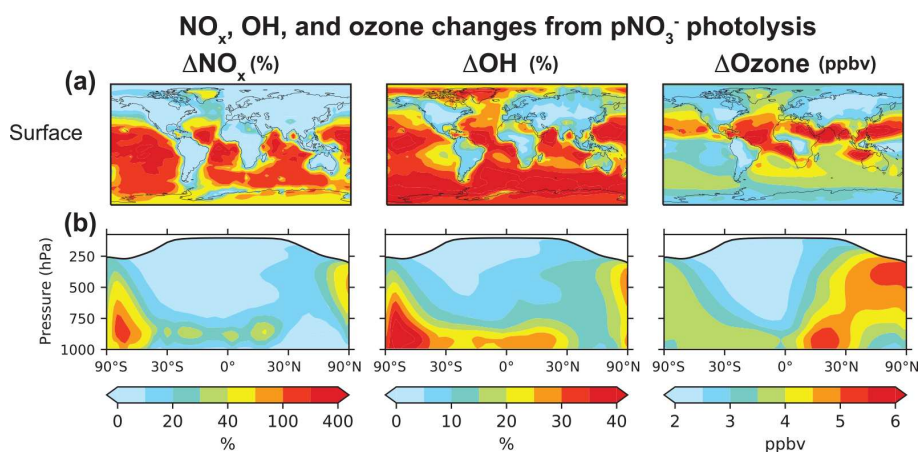 NOx, OH, and ozone changes from pNO3- photolysis
ΔNOx (%) ΔOH (%) ΔOzone (ppbv)
(a)
Surface
(b)
Pressure (hPa)
250
500
750
1000
90°S 30°S 0° 30°N 90°N 90°S 30°S 0° 30°N 90°N 90°S 30°S 0° 30°N 90°N
0 20 40 100 400 0 10 20 30 40 2 3 4 5 6
% % ppbv